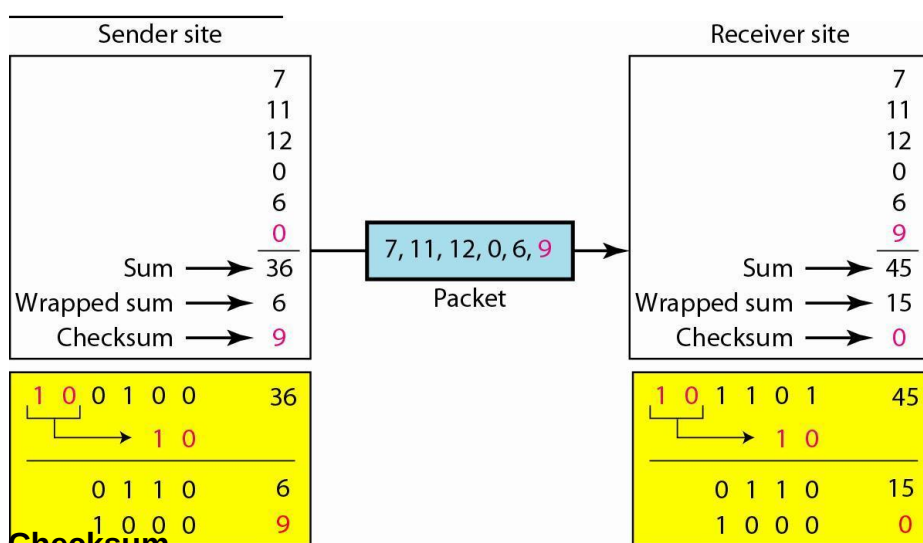 Sender site
7
11
12
0
6
0
Sum 36
Wrapped sum 6
Checksum 9
7, 11, 12, 0, 6, 9
Packet
Receiver site
7
11
12
0
6
9
Sum 45
Wrapped sum 15
Checksum 0
1 0 0 1 0 0 36
1 0
0 1 1 0 6
1 0 0 0 9
1 0 1 1 0 1 45
1 0
0 1 1 0 15
1 0 0 0 0
Checksum